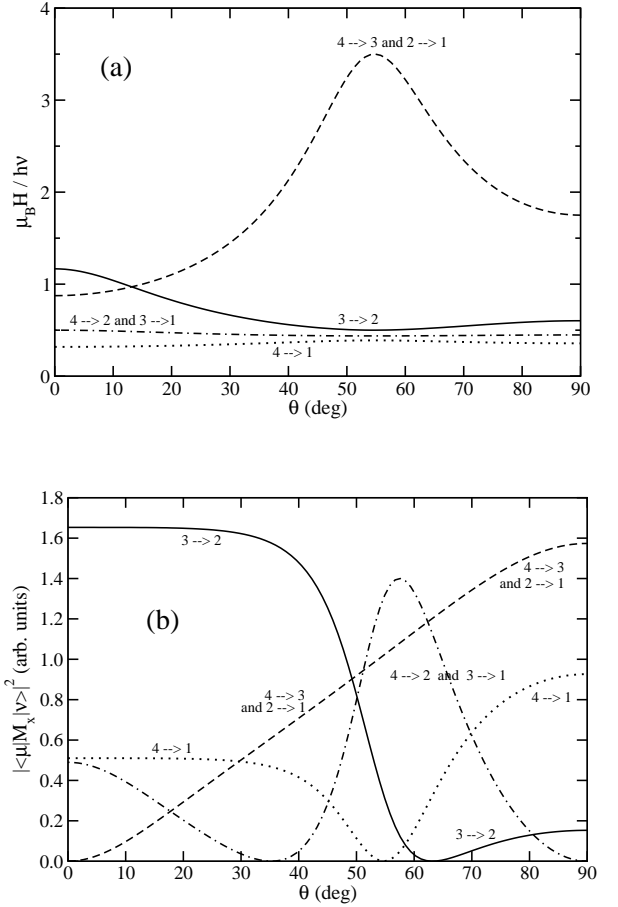 4
4 --> 3 and 2 --> 1
(a)
3
μ_BH / hν
2
1
4 --> 2 and 3 -->1
3 --> 2
4 --> 1
0
0 10 20 30 40 50 60 70 80 90
θ (deg)
1.8
1.6
3 --> 2
4 --> 3
and 2 --> 1
1.4
(b)
1.2
|<μ|M_x|ν>|^2 (arb. units)
1.0
4 --> 2 and 3 --> 1
4 --> 3
and 2 --> 1
4 --> 1
0.8
0.6
4 --> 1
0.4
0.2
3 --> 2
0.0
0 10 20 30 40 50 60 70 80 90
θ (deg)